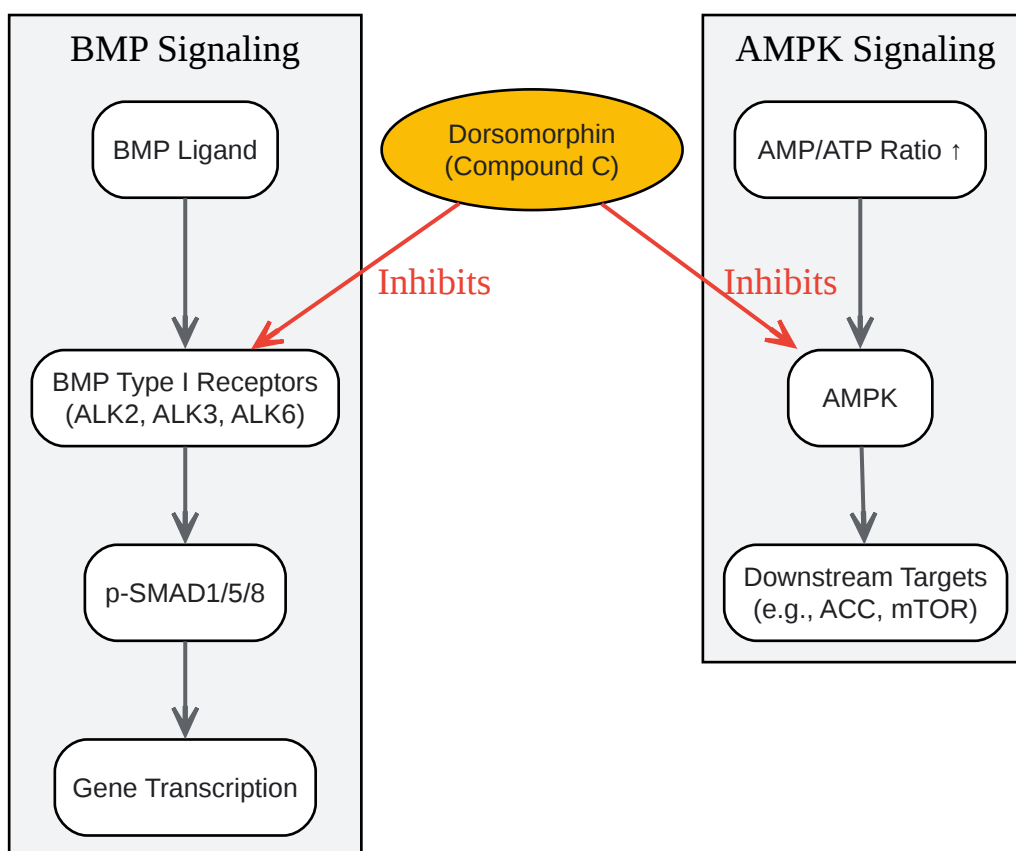 BMP Signaling
BMP Ligand
Inhibits
BMP Type I Receptors
(ALK2, ALK3, ALK6)
p-SMAD1/5/8
Gene Transcription
Dorsomorphin
(Compound C)
AMPK Signaling
AMP/ATP Ratio ↑
Inhibits
AMPK
Downstream Targets
(e.g., ACC, mTOR)